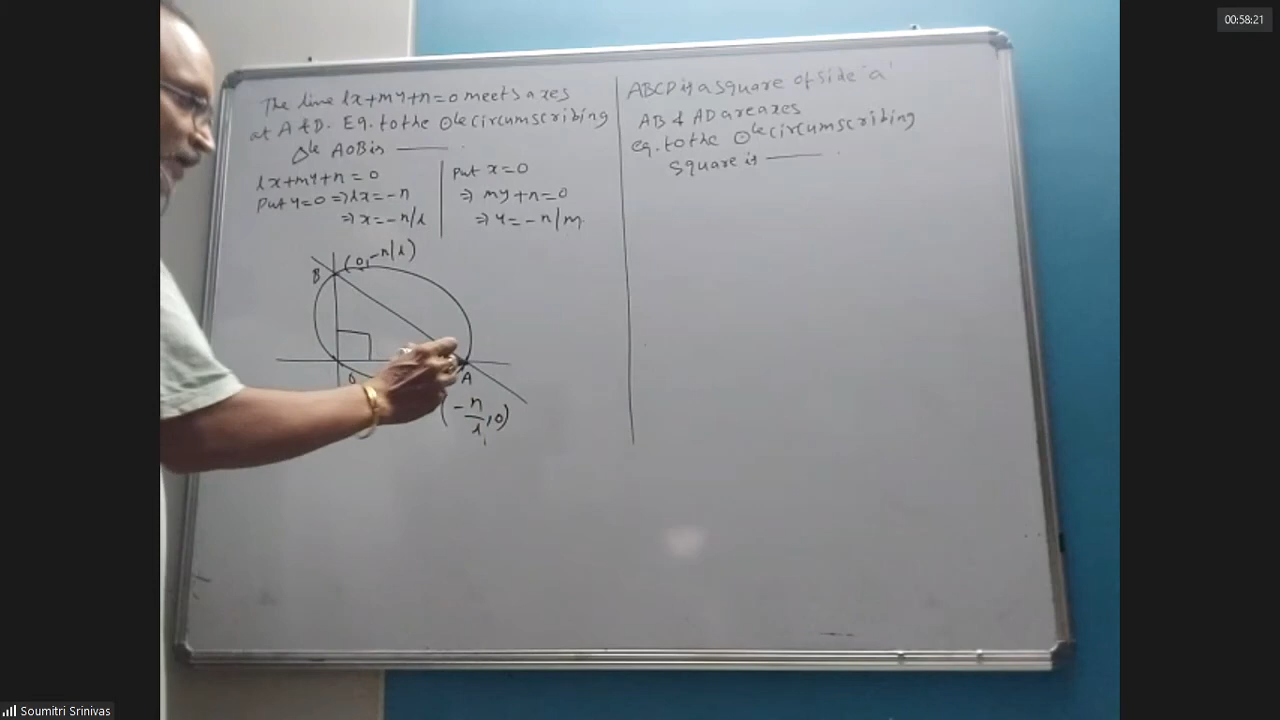 00:58:21
The line lx+my+n=0 meets axes
at A & D. Eq. to the ⊙le circumscribing
Δle AOB is ——— .
lx+my+n=0
Put y=0 ⇒ lx=-n
⇒ x=-n/l
Put x=0
⇒ my+n=0
⇒ y=-n/m
B (0,-n/l)
O A
(-n/l,0)
ABCD is a square of side 'a'
AB & AD are axes
eq. to the ⊙le circumscribing
square is ——— .
Soumitri Srinivas